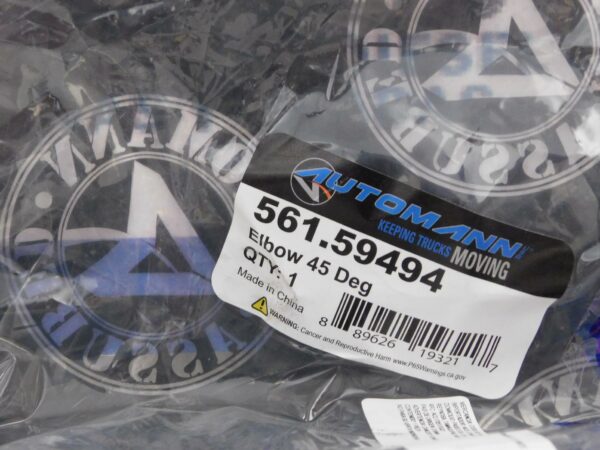 AUTOMANN
KEEPING TRUCKS
MOVING
561.59494
Elbow 45 Deg
QTY: 1
Made in China
WARNING: Cancer and Reproductive Harm www.P65Warnings.ca.gov
8 89626 19321 7